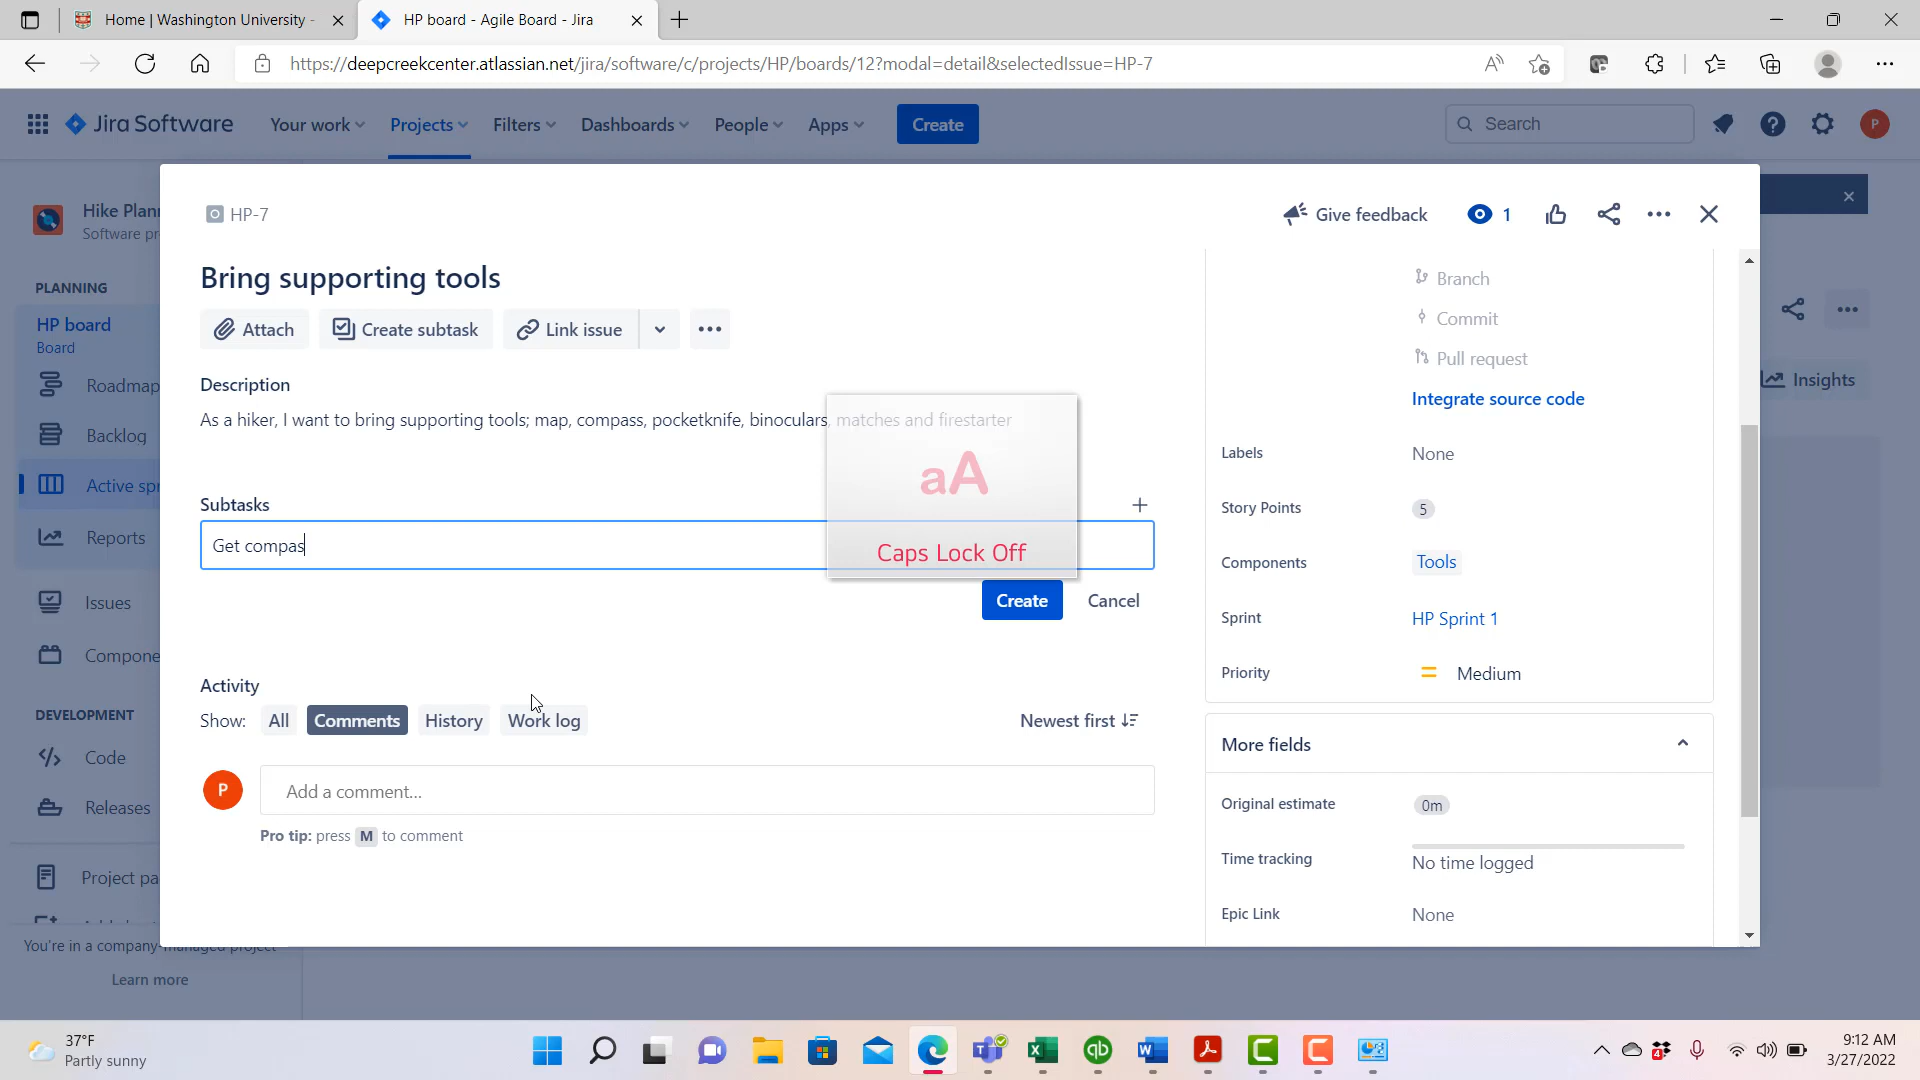 Home | Washington University -
HP board - Agile Board - Jira
https://deepcreekcenter.atlassian.net/jira/software/c/projects/HP/boards/12?modal=detail&selectedIssue=HP-7
Jira Software
Your work
Projects
Filters
Dashboards
People
Apps
Create
Search
P
Hike Plann
Software pr
PLANNING
HP board
Board
Roadmap
Backlog
Active spr
Reports
Issues
Compone
DEVELOPMENT
Code
Releases
Project pa
You're in a company-managed project
Learn more
Insights
HP-7
Give feedback
1
Bring supporting tools
Attach
Create subtask
Link issue
Description
As a hiker, I want to bring supporting tools; map, compass, pocketknife, binoculars, matches and firestarter
aA
Caps Lock Off
Subtasks
Get compas
Create
Cancel
Activity
Show:
All
Comments
History
Work log
Newest first
P
Add a comment...
Pro tip: press M to comment
Branch
Commit
Pull request
Integrate source code
Labels
None
Story Points
5
Components
Tools
Sprint
HP Sprint 1
Priority
Medium
More fields
Original estimate
0m
Time tracking
No time logged
Epic Link
None
37°F
Partly sunny
4
9:12 AM
3/27/2022